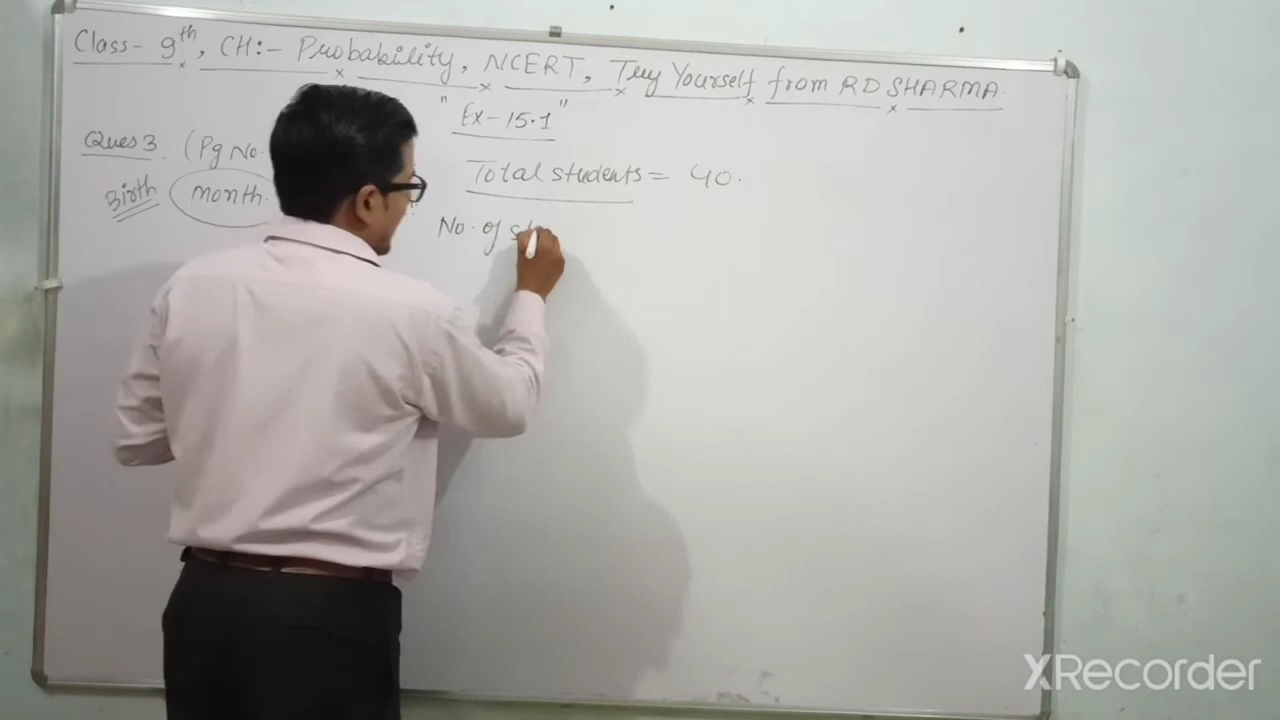 Class- 9th, CH:- Probability, NCERT, Try Yourself from RD SHARMA.
"Ex-15.1"
Ques 3 (Pg No.
Total students = 40.
Birth month.
No. of st
XRecorder